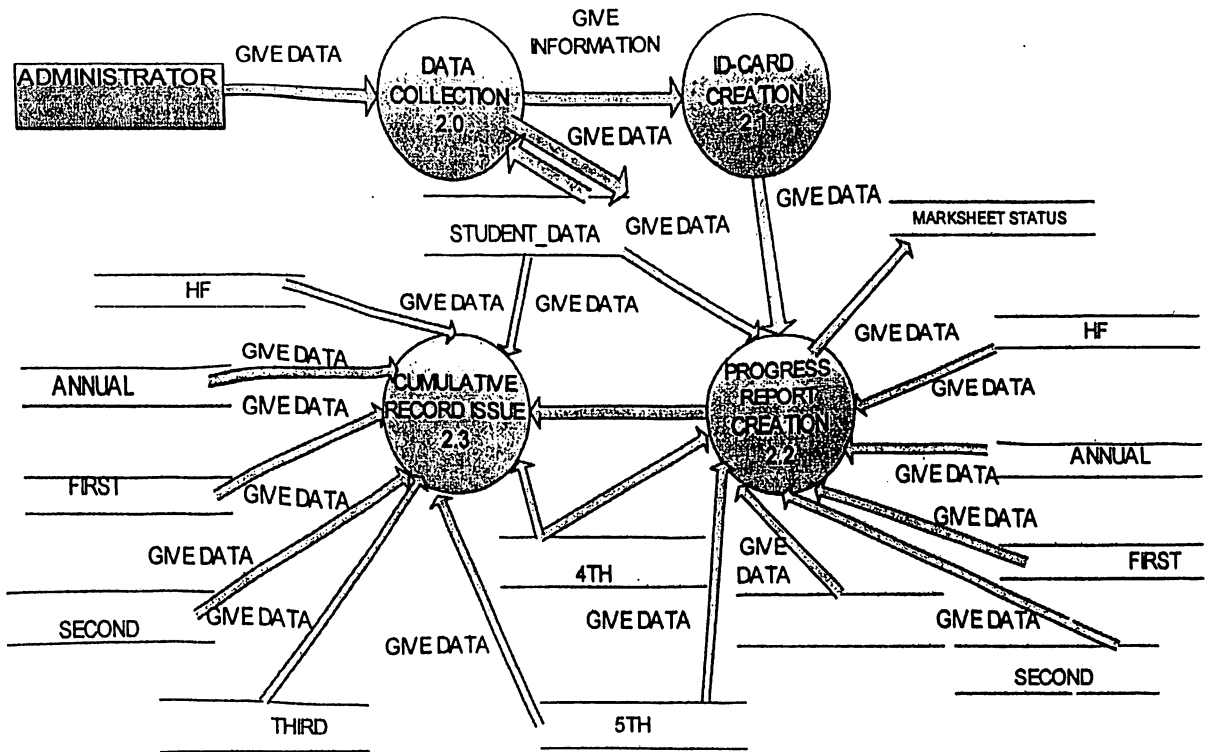 GIVE
INFORMATION
GIVE DATA
ADMINISTRATOR
DATA
COLLECTION
2.0
ID-CARD
CREATION
2.1
GIVE DATA
GIVE DATA
MARKSHEET STATUS
STUDENT_DATA
GIVE DATA
HF
GIVE DATA
GIVE DATA
GIVE DATA
HF
GIVE DATA
ANNUAL
CUMULATIVE
RECORD ISSUE
2.3
PROGRESS
REPORT
CREATION
2.2
GIVE DATA
GIVE DATA
ANNUAL
FIRST
GIVE DATA
GIVE DATA
GIVE DATA
GIVE DATA
4TH
GIVE
DATA
FIRST
SECOND
GIVE DATA
GIVE DATA
GIVE DATA
GIVE DATA
SECOND
THIRD
5TH